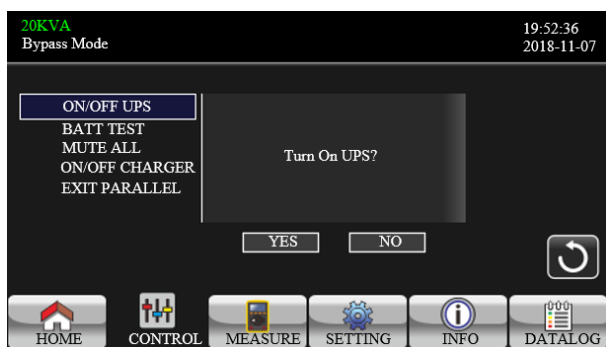 20KVA
Bypass Mode
19:52:36
2018-11-07
ON/OFF UPS
BATT TEST
MUTE ALL
ON/OFF CHARGER
EXIT PARALLEL
Turn On UPS?
YES
NO
HOME
CONTROL
MEASURE
SETTING
INFO
DATALOG